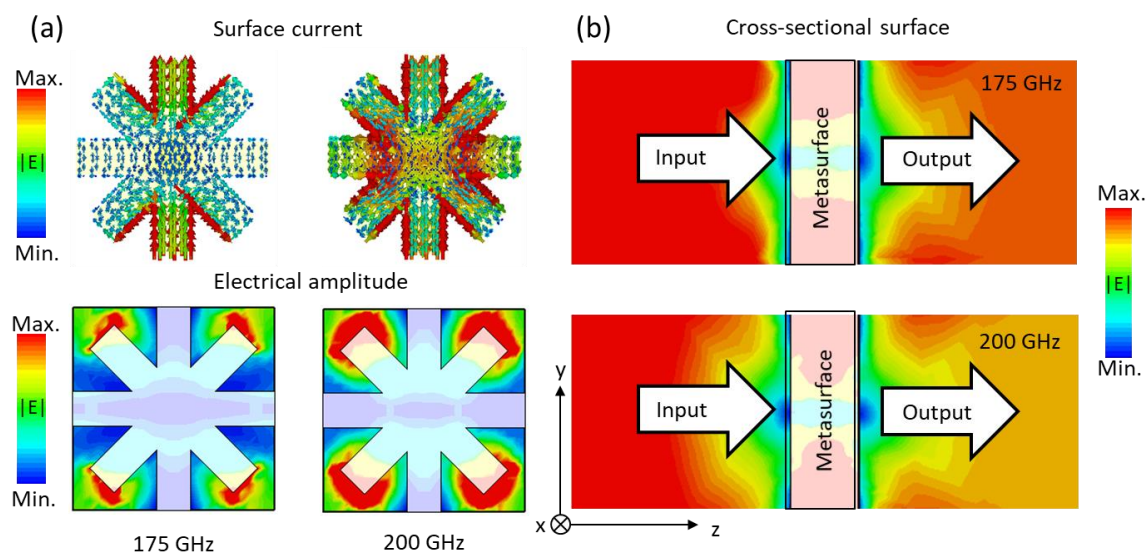 (a)
Surface current
Max.
|E|
Min.
Electrical amplitude
Max.
|E|
Min.
175 GHz
200 GHz
(b)
Cross-sectional surface
175 GHz
Input
Metasurface
Output
200 GHz
Input
Metasurface
Output
y
x
z
Max.
|E|
Min.